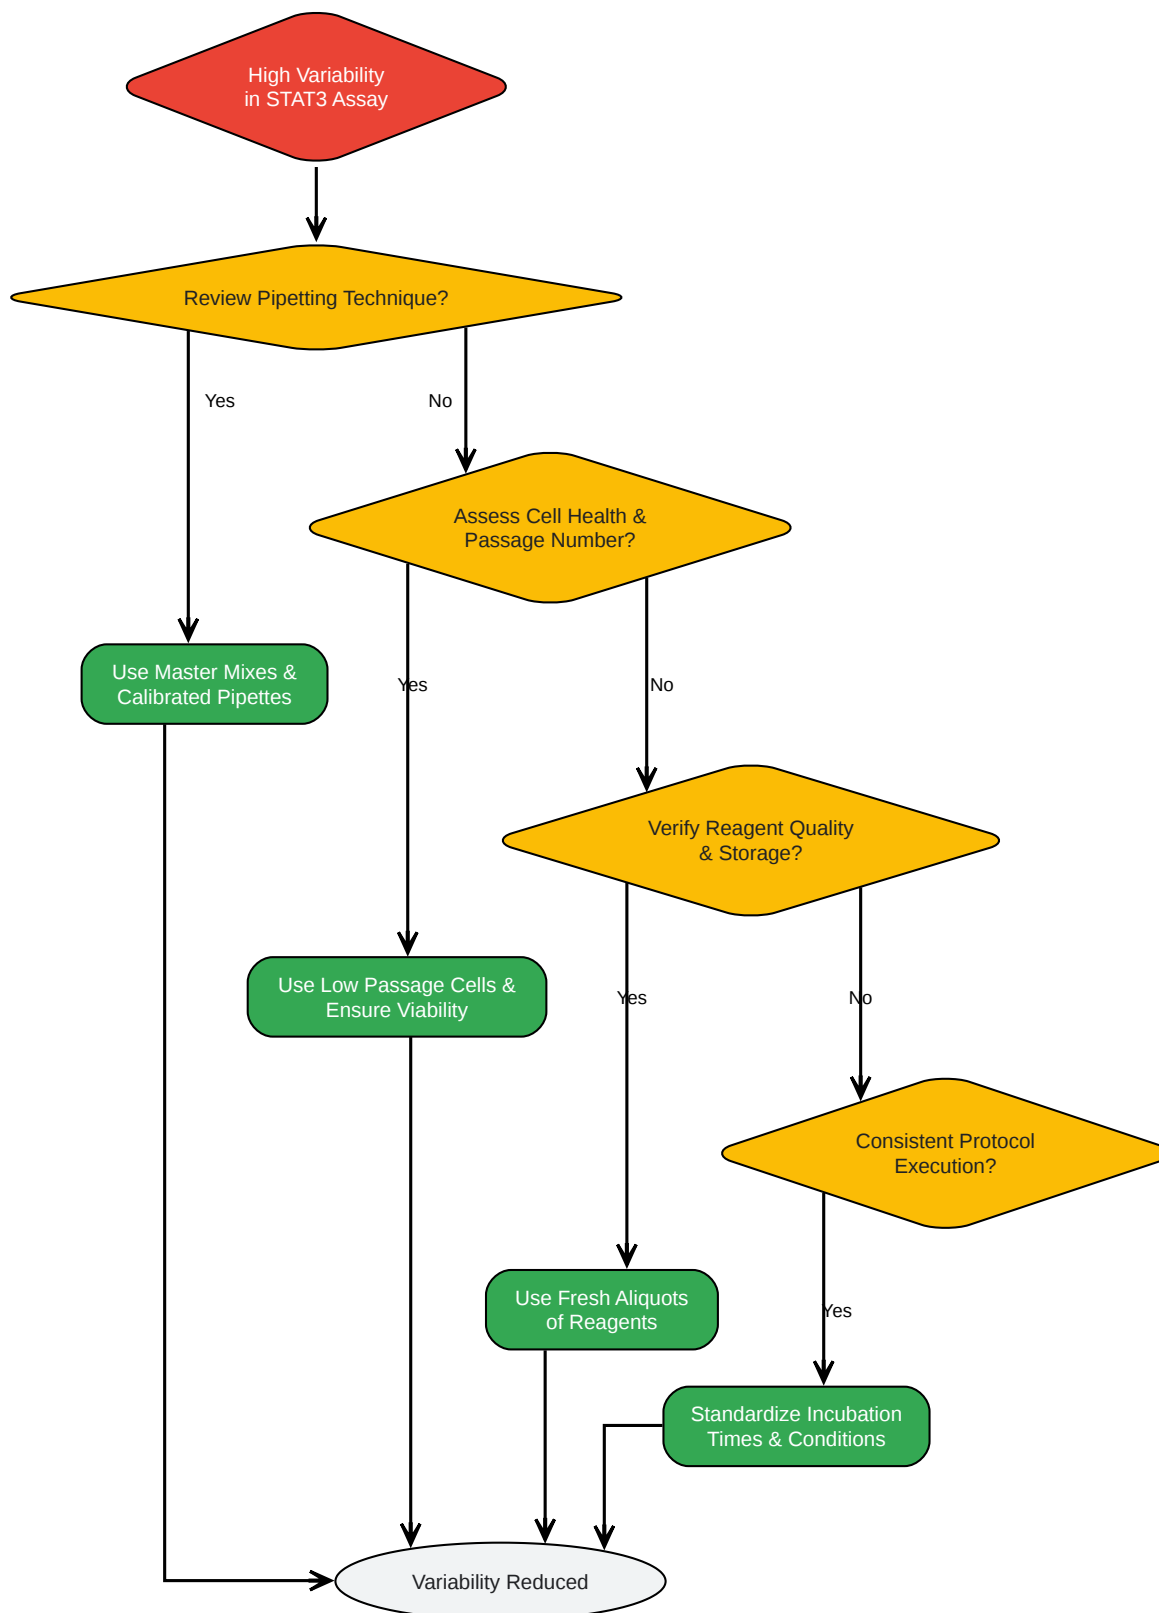 High Variability
in STAT3 Assay
Review Pipetting Technique?
Yes
No
Assess Cell Health &
Passage Number?
Use Master Mixes &
Calibrated Pipettes
Yes
No
Verify Reagent Quality
& Storage?
Use Low Passage Cells &
Ensure Viability
Yes
No
Consistent Protocol
Execution?
Use Fresh Aliquots
of Reagents
Yes
Standardize Incubation
Times & Conditions
Variability Reduced